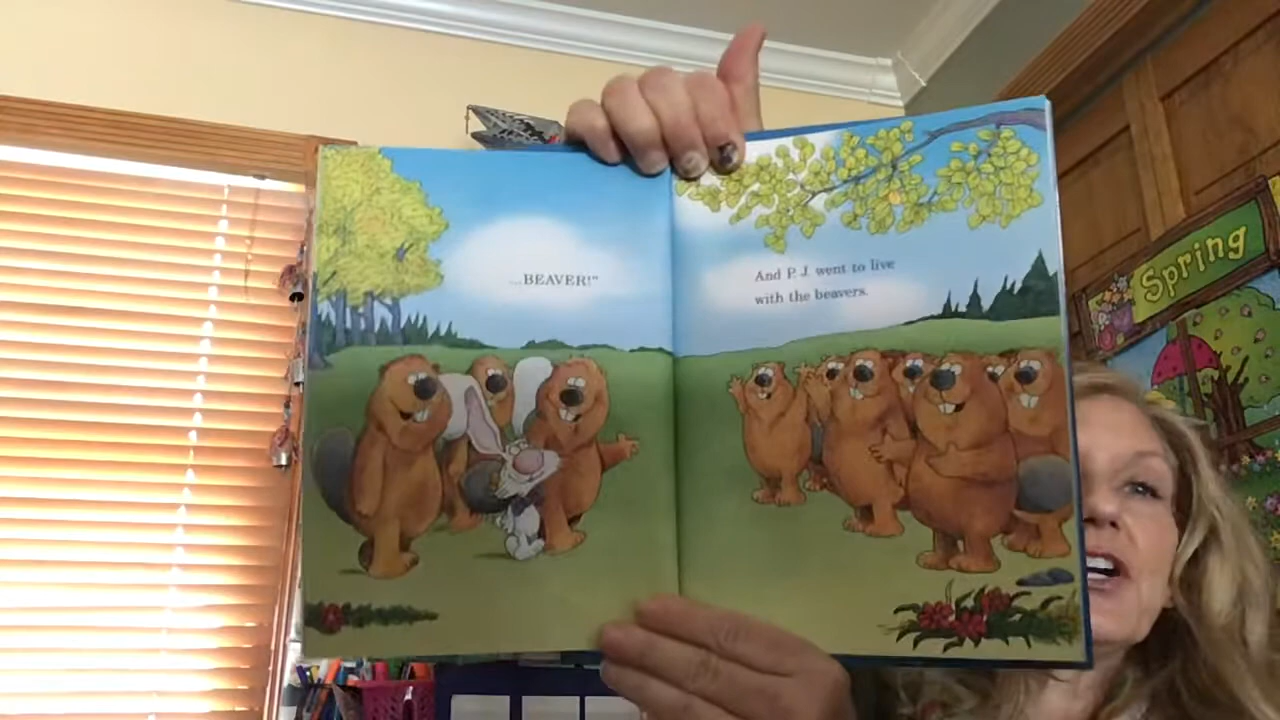 ...BEAVER!"
And P. J. went to live
with the beavers.
Spring